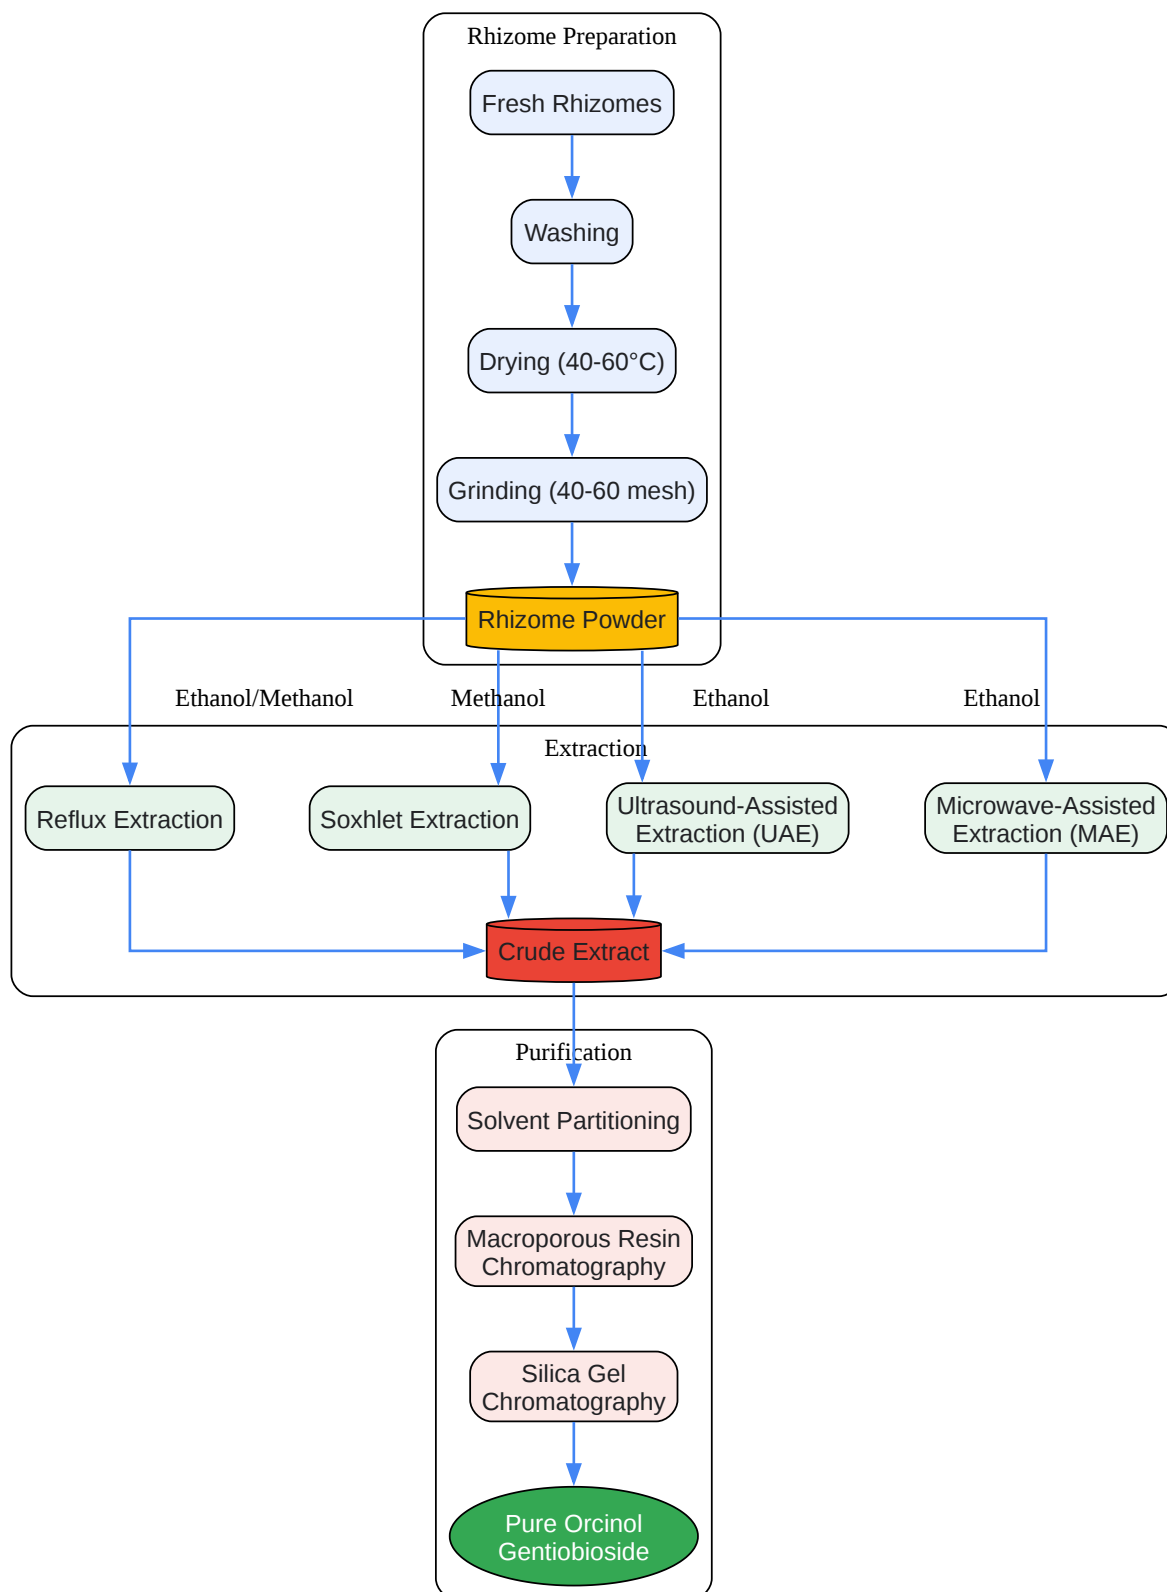 Rhizome Preparation
Fresh Rhizomes
Washing
Drying (40-60°C)
Grinding (40-60 mesh)
Rhizome Powder
Ethanol/Methanol
Methanol
Ethanol
Ethanol
Extraction
Reflux Extraction
Soxhlet Extraction
Ultrasound-Assisted
Extraction (UAE)
Microwave-Assisted
Extraction (MAE)
Crude Extract
Purification
Solvent Partitioning
Macroporous Resin
Chromatography
Silica Gel
Chromatography
Pure Orcinol
Gentiobioside